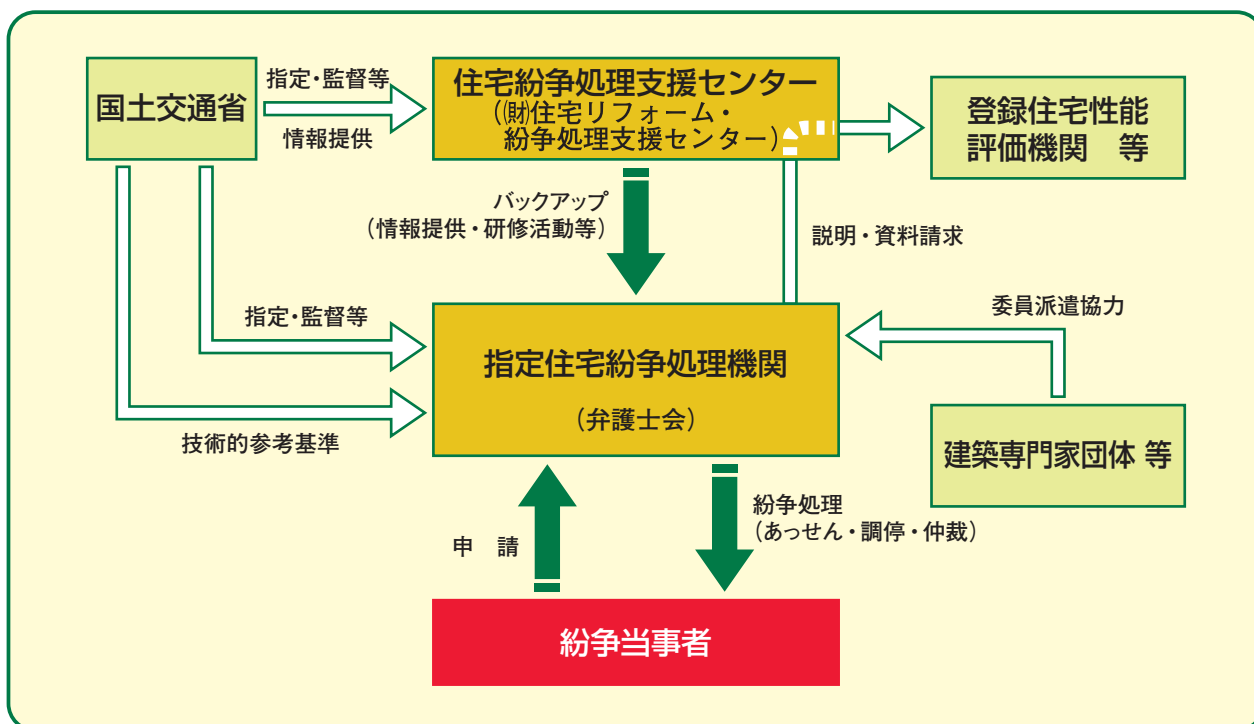 国土交通省
指定・監督等
情報提供
住宅紛争処理支援センター
(㈶住宅リフォーム・
紛争処理支援センター)
登録住宅性能
評価機関　等
バックアップ
(情報提供・研修活動等)
説明・資料請求
指定・監督等
技術的参考基準
指定住宅紛争処理機関
(弁護士会)
委員派遣協力
建築専門家団体 等
申　請
紛争処理
(あっせん・調停・仲裁)
紛争当事者